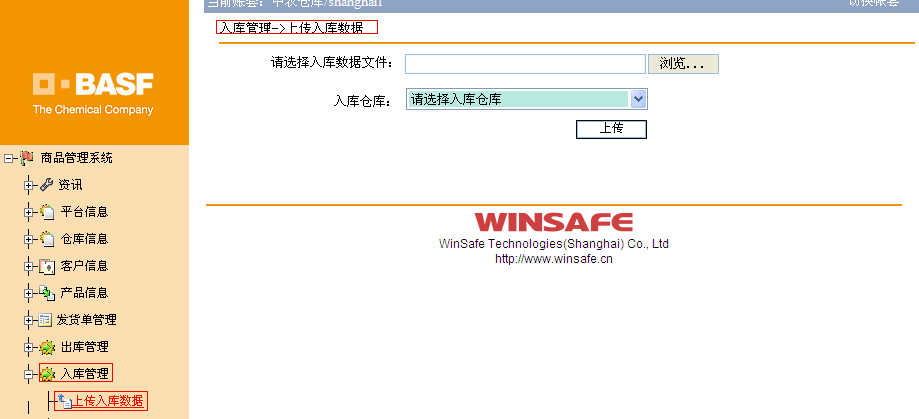 当前账套：中农仓库/shanghai1
切换帐套
入库管理->上传入库数据
请选择入库数据文件：
浏览...
入库仓库：
请选择入库仓库
上传
BASF
The Chemical Company
商品管理系统
资讯
平台信息
仓库信息
客户信息
产品信息
发货单管理
出库管理
入库管理
上传入库数据
WINSAFE
WinSafe Technologies(Shanghai) Co., Ltd
http://www.winsafe.cn